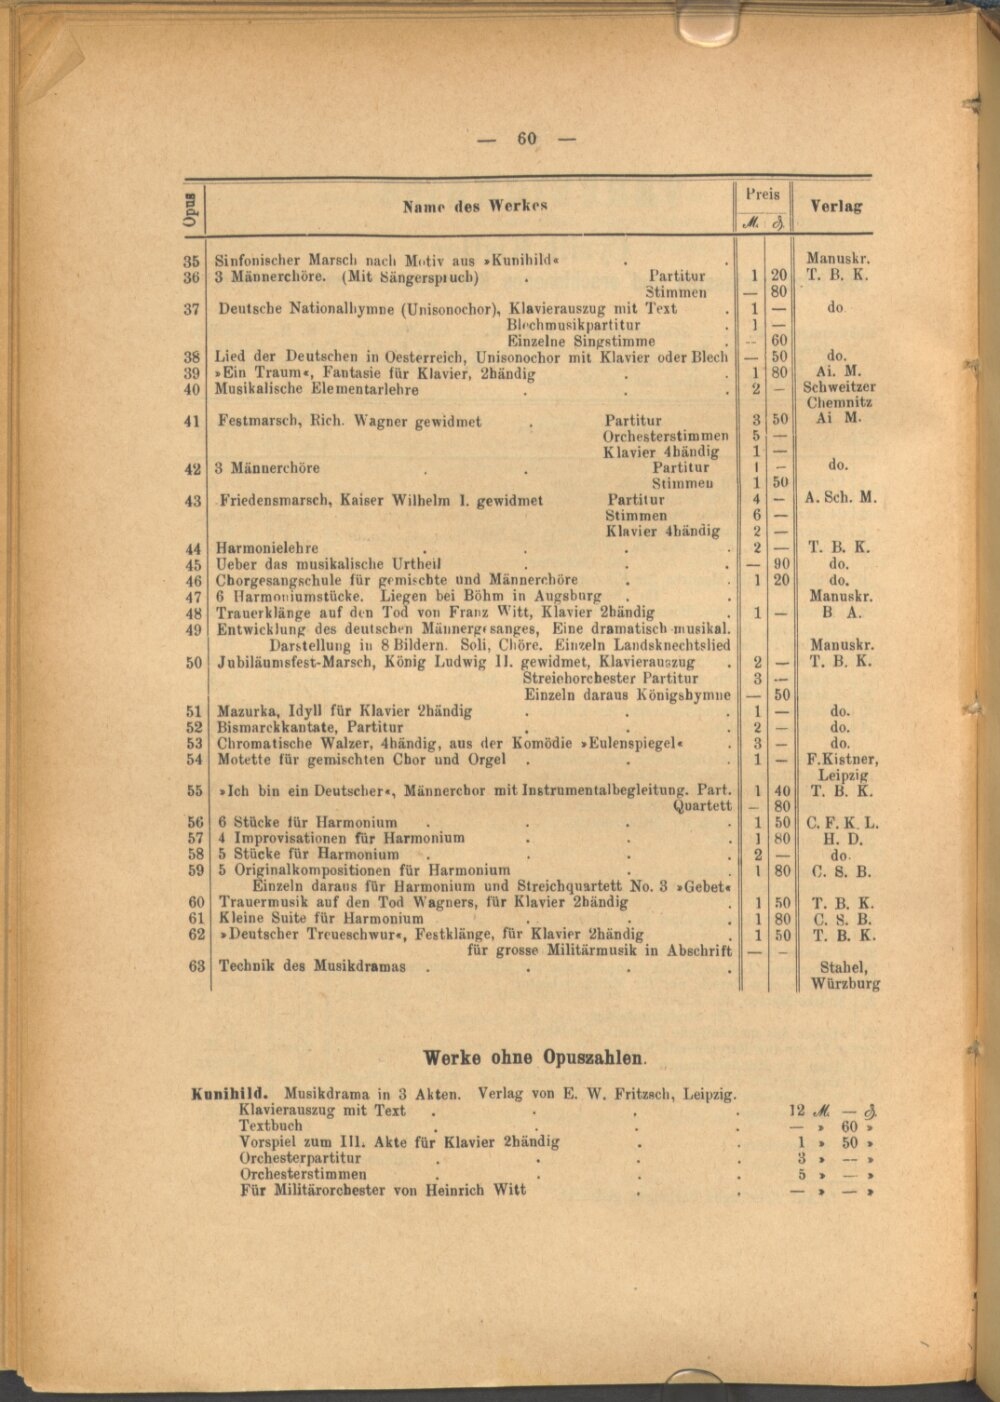 — 60 —
Opus Name des Werkes Preis Verlag
M. ₰.
35 Sinfonischer Marsch nach Motiv aus »Kunihild« . . Manuskr.
36 3 Männerchöre. (Mit Sängerspruch) . Partitur 1 20 T. B. K.
Stimmen — 80
37 Deutsche Nationalhymne (Unisonochor), Klavierauszug mit Text . 1 — do
Blechmusikpartitur 1 —
Einzelne Singstimme . — 60
38 Lied der Deutschen in Oesterreich, Unisonochor mit Klavier oder Blech — 50 do.
39 »Ein Traum«, Fantasie für Klavier, 2händig . . 1 80 Ai. M.
40 Musikalische Elementarlehre . . . 2 — Schweitzer
Chemnitz
41 Festmarsch, Rich. Wagner gewidmet . Partitur 3 50 Ai M.
Orchesterstimmen 5 —
Klavier 4händig 1 —
42 3 Männerchöre . . Partitur 1 – do.
Stimmen 1 50
43 Friedensmarsch, Kaiser Wilhelm I. gewidmet Partitur 4 — A. Sch. M.
Stimmen 6 —
Klavier 4händig 2 —
44 Harmonielehre . . . . 2 — T. B. K.
45 Ueber das musikalische Urtheil . . . — 90 do.
46 Chorgesangschule für gemischte und Männerchöre . . 1 20 do.
47 6 Harmoniumstücke. Liegen bei Böhm in Augsburg . . Manuskr.
48 Trauerklänge auf den Tod von Franz Witt, Klavier 2händig . 1 — B A.
49 Entwicklung des deutschen Männergesanges, Eine dramatisch-musikal.
Darstellung in 8 Bildern. Soli, Chöre. Einzeln Landsknechtslied Manuskr.
50 Jubiläumsfest-Marsch, König Ludwig II. gewidmet, Klavierauszug . 2 — T. B. K.
Streichorchester Partitur 3 —
Einzeln daraus Königshymne — 50
51 Mazurka, Idyll für Klavier 2händig . . . 1 — do.
52 Bismarckkantate, Partitur . . . 2 — do.
53 Chromatische Walzer, 4händig, aus der Komödie »Eulenspiegel« . 3 — do.
54 Motette für gemischten Chor und Orgel . . . 1 — F. Kistner,
Leipzig
55 »Ich bin ein Deutscher«, Männerchor mit Instrumentalbegleitung. Part. 1 40 T. B. K.
Quartett – 80
56 6 Stücke für Harmonium . . . . 1 50 C. F. K. L.
57 4 Improvisationen für Harmonium . . . 1 80 H. D.
58 5 Stücke für Harmonium . . . . 2 — do.
59 5 Originalkompositionen für Harmonium . . 1 80 C. S. B.
Einzeln daraus für Harmonium und Streichquartett No. 3 »Gebet«
60 Trauermusik auf den Tod Wagners, für Klavier 2händig . 1 50 T. B. K.
61 Kleine Suite für Harmonium . . . 1 80 C. S. B.
62 »Deutscher Treueschwur«, Festklänge, für Klavier 2händig . 1 50 T. B. K.
für grosse Militärmusik in Abschrift — –
63 Technik des Musikdramas . . . . Stahel,
Würzburg
Werke ohne Opuszahlen.
Kunihild. Musikdrama in 3 Akten. Verlag von E. W. Fritzsch, Leipzig.
Klavierauszug mit Text . . . . 12 M. — ₰.
Textbuch . . . . — » 60 »
Vorspiel zum III. Akte für Klavier 2händig . . 1 » 50 »
Orchesterpartitur . . . . 3 » — »
Orchesterstimmen . . . . 5 » — »
Für Militärorchester von Heinrich Witt . . — » — »